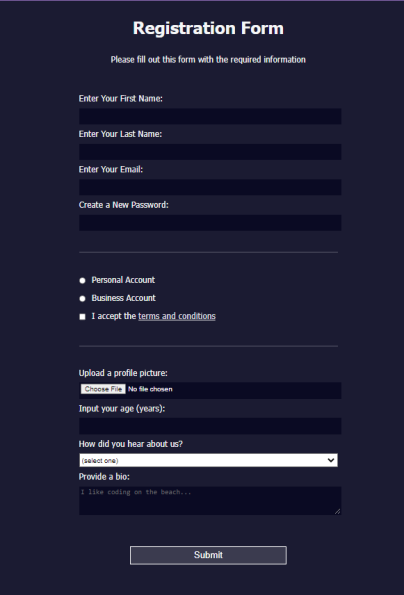 Registration Form
Please fill out this form with the required information
Enter Your First Name:
Enter Your Last Name:
Enter Your Email:
Create a New Password:
Personal Account
Business Account
I accept the terms and conditions
Upload a profile picture:
Choose File No file chosen
Input your age (years):
How did you hear about us?
(select one)
Provide a bio:
I like coding on the beach...
Submit